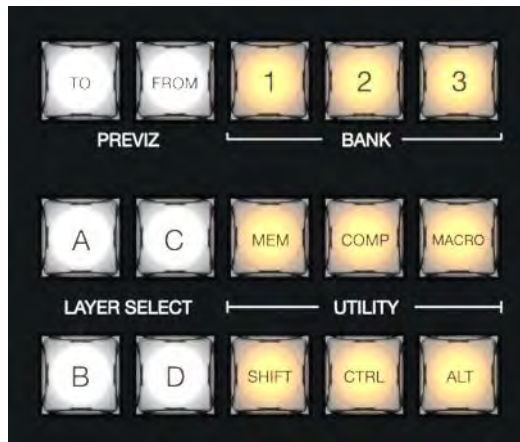 TO FROM 1 2 3
PREVIZ BANK
A C MEM COMP MACRO
LAYER SELECT UTILITY
B D SHIFT CTRL ALT